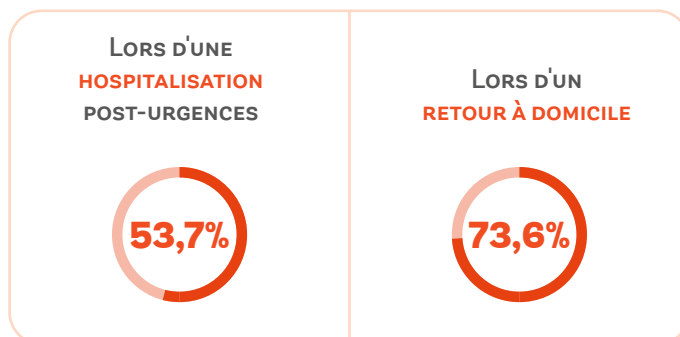 Lors d'une
hospitalisation
post-urgences
53,7%
Lors d'un
retour à domicile
73,6%